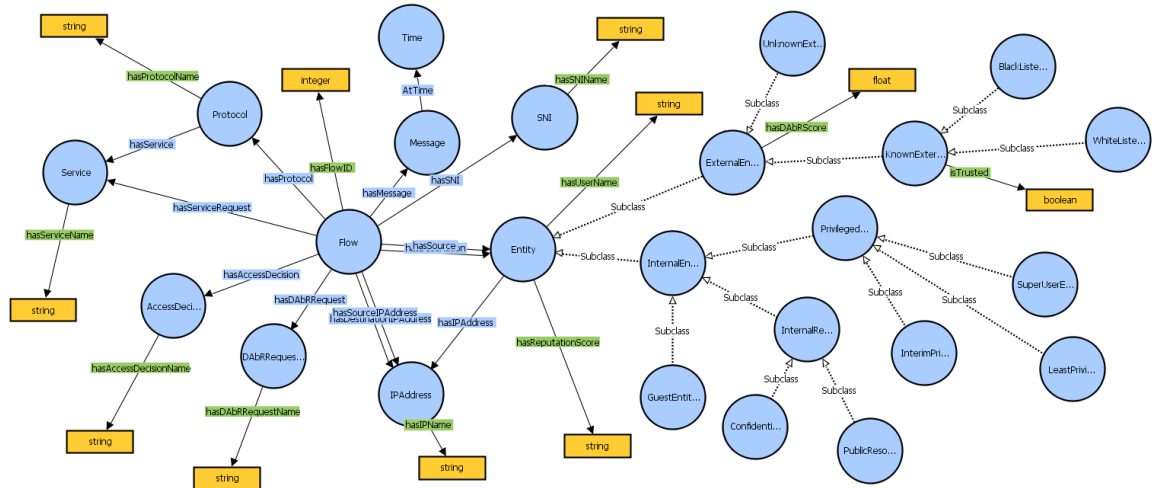 string
Time
string
UnknownExt...
BlackListe...
hasProtocolName
integer
hasSNIName
float
AtTime
string
Subclass
Subclass
Protocol
SNI
hasDAbRScore
WhiteListe...
hasService
Message
ExternalEn...
Subclass
KnownExter...
Subclass
Service
hasFlowID
hasSNI
isTrusted
hasProtocol
hasMessage
hasUserName
boolean
hasServiceRequest
Subclass
hasServiceName
Flow
hasSource
Entity
Subclass
InternalEn...
Subclass
Privileged...
Subclass
hasAccessDecision
SuperUserE...
string
AccessDeci...
hasDAbRRequest
hasSourceIPAddress
hasDestinationIPAddress
hasIPAddress
Subclass
Subclass
Subclass
hasReputationScore
Subclass
InternalRe...
DAbRReques...
InterimPri...
LeastPrivi...
hasAccessDecisionName
IPAddress
Subclass
GuestEntit...
hasDAbRRequestName
hasIPName
Confidenti...
Subclass
string
string
PublicReso...
string
string